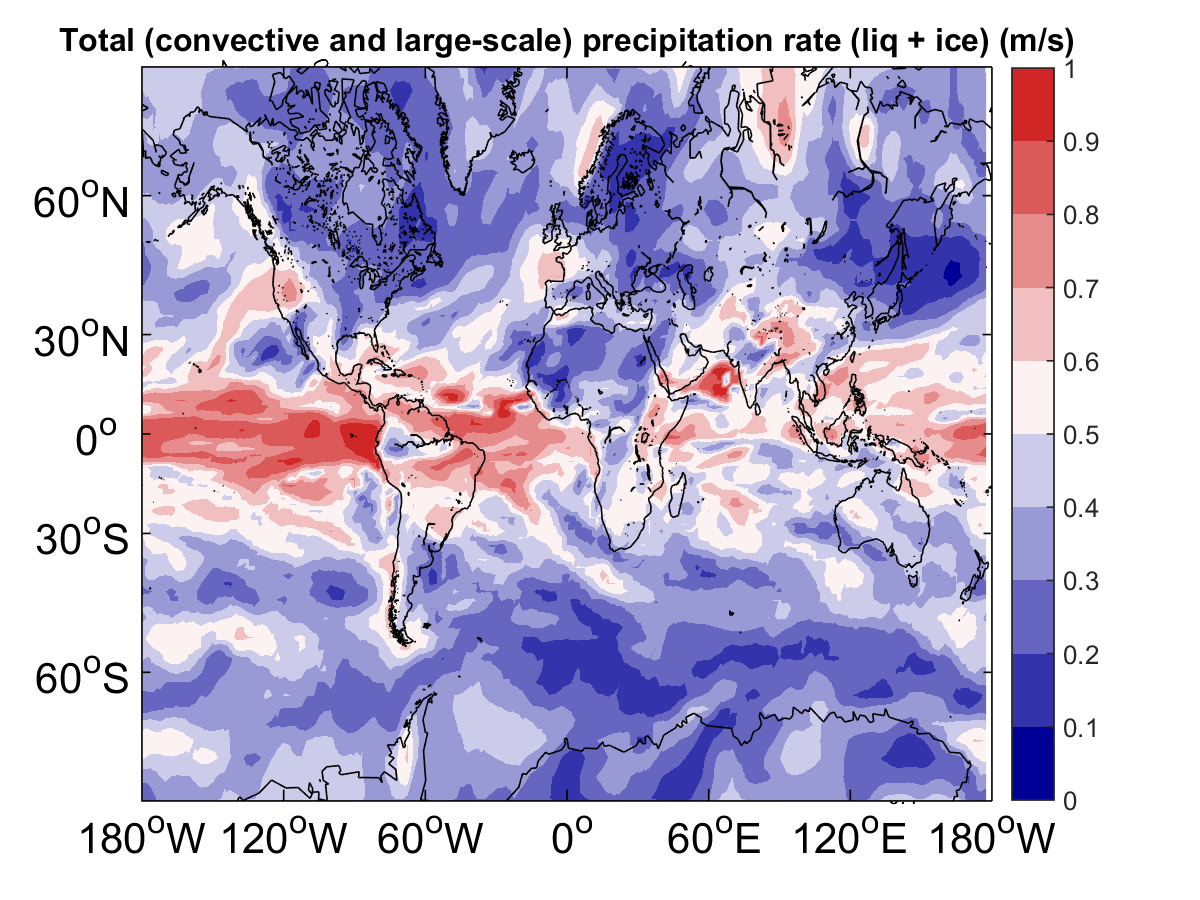 Total (convective and large-scale) precipitation rate (liq + ice) (m/s)
1
0.9
0.8
0.7
0.6
0.5
0.4
0.3
0.2
0.1
0
60°N
30°N
0°
30°S
60°S
180°W 120°W 60°W 0° 60°E 120°E 180°W